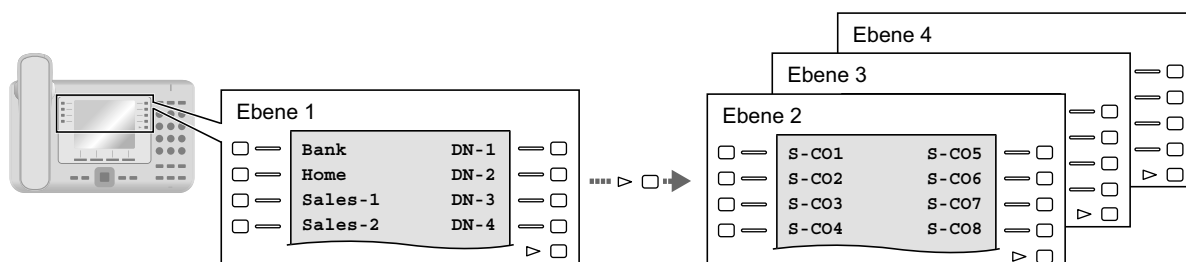 Ebene 4
Ebene 3
Ebene 1
Ebene 2
Bank DN-1
Home DN-2
Sales-1 DN-3
Sales-2 DN-4
S-CO1 S-CO5
S-CO2 S-CO6
S-CO3 S-CO7
S-CO4 S-CO8